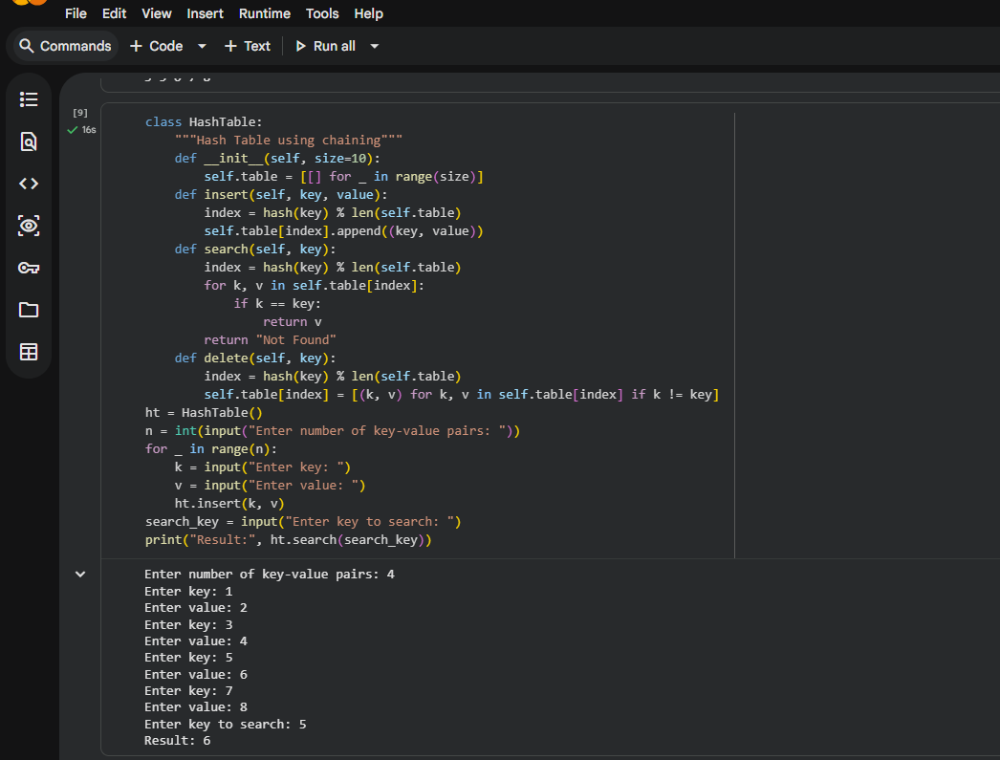 File Edit View Insert Runtime Tools Help
Commands + Code + Text Run all
[9]
16s
class HashTable:
    """Hash Table using chaining"""
    def __init__(self, size=10):
        self.table = [[] for _ in range(size)]
    def insert(self, key, value):
        index = hash(key) % len(self.table)
        self.table[index].append((key, value))
    def search(self, key):
        index = hash(key) % len(self.table)
        for k, v in self.table[index]:
            if k == key:
                return v
        return "Not Found"
    def delete(self, key):
        index = hash(key) % len(self.table)
        self.table[index] = [(k, v) for k, v in self.table[index] if k != key]
ht = HashTable()
n = int(input("Enter number of key-value pairs: "))
for _ in range(n):
    k = input("Enter key: ")
    v = input("Enter value: ")
    ht.insert(k, v)
search_key = input("Enter key to search: ")
print("Result:", ht.search(search_key))
Enter number of key-value pairs: 4
Enter key: 1
Enter value: 2
Enter key: 3
Enter value: 4
Enter key: 5
Enter value: 6
Enter key: 7
Enter value: 8
Enter key to search: 5
Result: 6